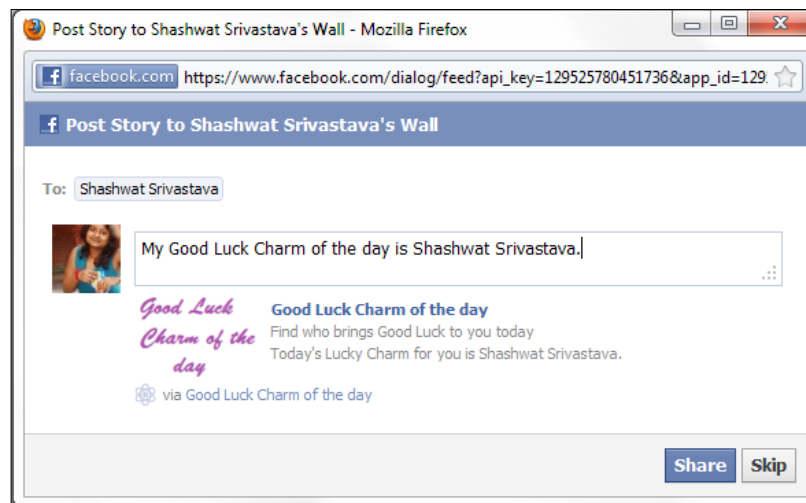 Post Story to Shashwat Srivastava's Wall - Mozilla Firefox
facebook.com https://www.facebook.com/dialog/feed?api_key=129525780451736&app_id=129
Post Story to Shashwat Srivastava's Wall
To: Shashwat Srivastava
My Good Luck Charm of the day is Shashwat Srivastava.
Good Luck
Charm of the
day
Good Luck Charm of the day
Find who brings Good Luck to you today
Today's Lucky Charm for you is Shashwat Srivastava.
via Good Luck Charm of the day
Share Skip